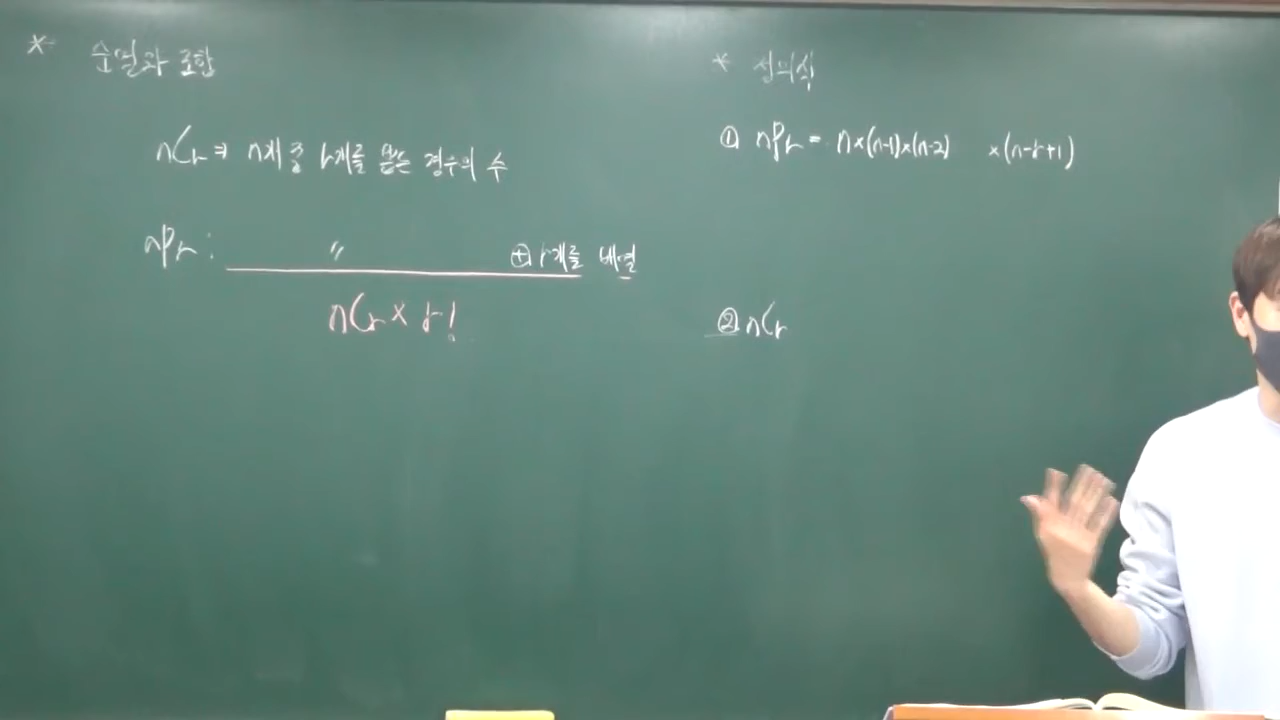 * 순열과 조합
nCr ⇒ n개 중 r개를 뽑는 경우의 수
nPr : 〃 ⊕ r개를 배열
nCr × r!
* 정의식
① nPr = n×(n-1)×(n-2) ×(n-r+1)
② nCr